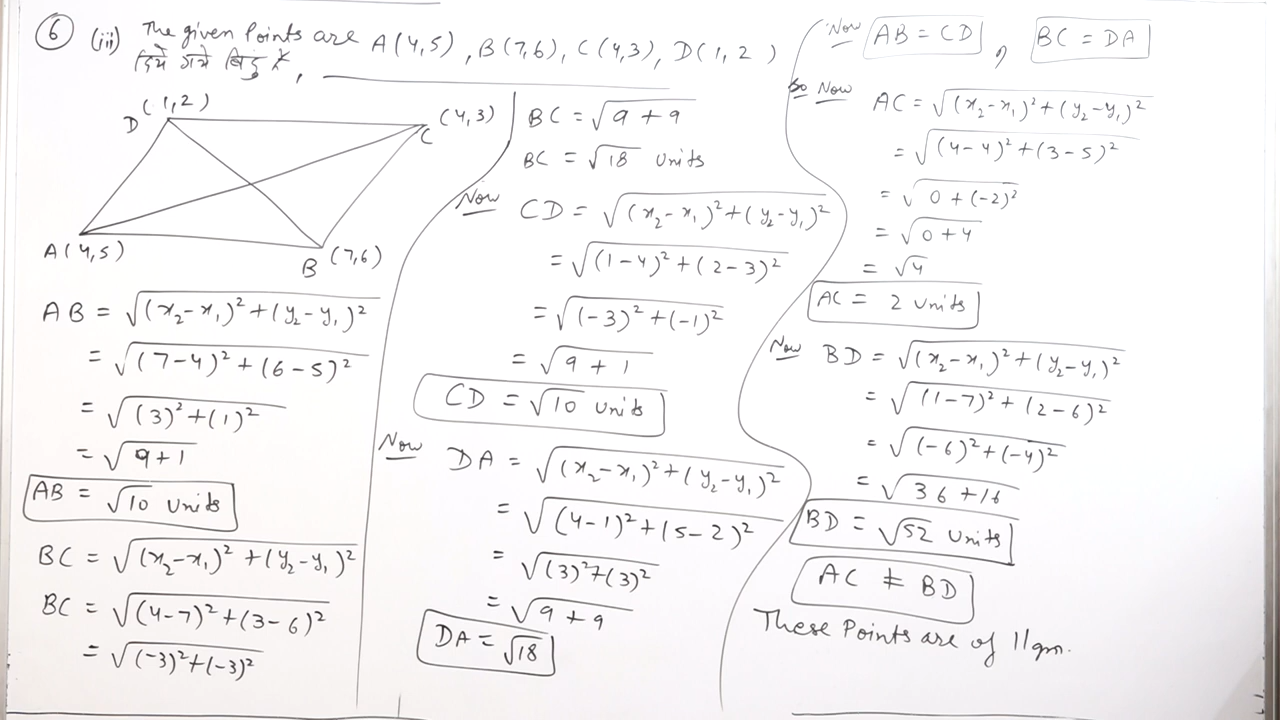 6 (iii) The given Points are A(4,5), B(7,6), C(4,3), D(1,2)
दिये गये बिंदु हैं,
D (1,2)
(4,3) C
A(4,5)
B (7,6)
AB = √(x₂-x₁)²+(y₂-y₁)²
= √(7-4)²+(6-5)²
= √(3)²+(1)²
= √9+1
AB = √10 units
BC = √(x₂-x₁)²+(y₂-y₁)²
BC = √(4-7)²+(3-6)²
= √(-3)²+(-3)²
BC = √9+9
BC = √18 units
Now CD = √(x₂-x₁)²+(y₂-y₁)²
= √(1-4)²+(2-3)²
= √(-3)²+(-1)²
= √9+1
CD = √10 units
Now DA = √(x₂-x₁)²+(y₂-y₁)²
= √(4-1)²+(5-2)²
= √(3)²+(3)²
= √9+9
DA = √18
Now AB = CD, BC = DA
So Now AC = √(x₂-x₁)²+(y₂-y₁)²
= √(4-4)²+(3-5)²
= √0+(-2)²
= √0+4
= √4
AC = 2 units
Now BD = √(x₂-x₁)²+(y₂-y₁)²
= √(1-7)²+(2-6)²
= √(-6)²+(-4)²
= √36+16
BD = √52 units
AC ≠ BD
These Points are of ||gm.